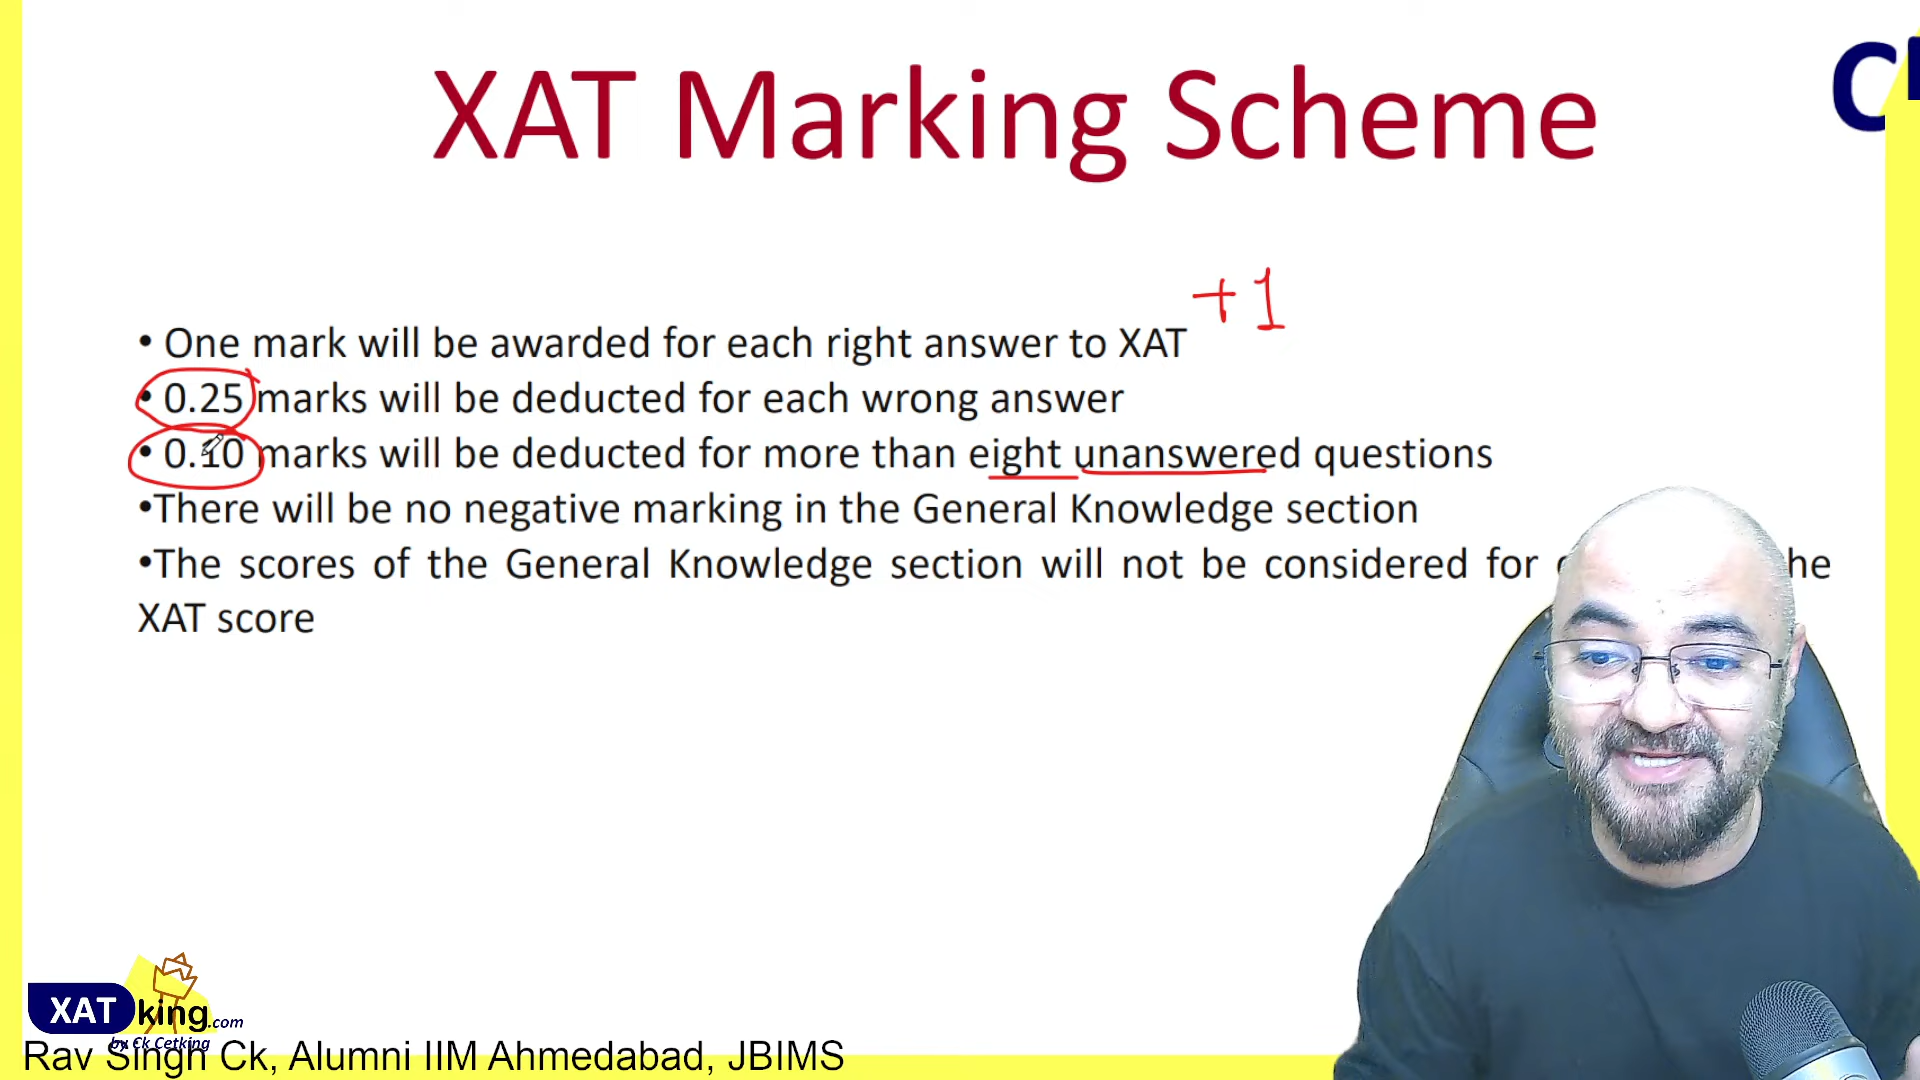 XAT Marking Scheme
+1
• One mark will be awarded for each right answer to XAT
• 0.25 marks will be deducted for each wrong answer
• 0.10 marks will be deducted for more than eight unanswered questions
•There will be no negative marking in the General Knowledge section
•The scores of the General Knowledge section will not be considered for
XAT score
XAT king.com
by Ck Cetking
Rav Singh Ck, Alumni IIM Ahmedabad, JBIMS